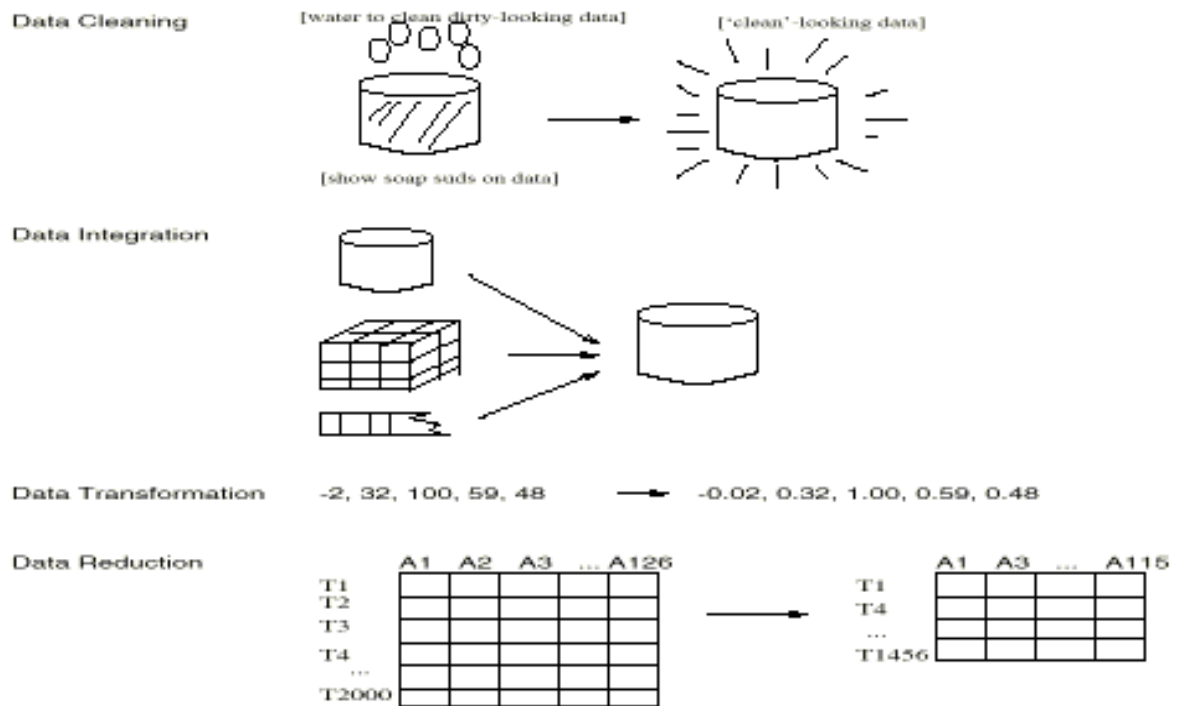 Data Cleaning
[water to clean dirty-looking data]
['clean'-looking data]
[show soap suds on data]
Data Integration
Data Transformation
-2, 32, 100, 59, 48
-0.02, 0.32, 1.00, 0.59, 0.48
Data Reduction
A1 A2 A3 ... A126
T1
T2
T3
T4
...
T2000
A1 A3 ... A115
T1
T4
...
T1456